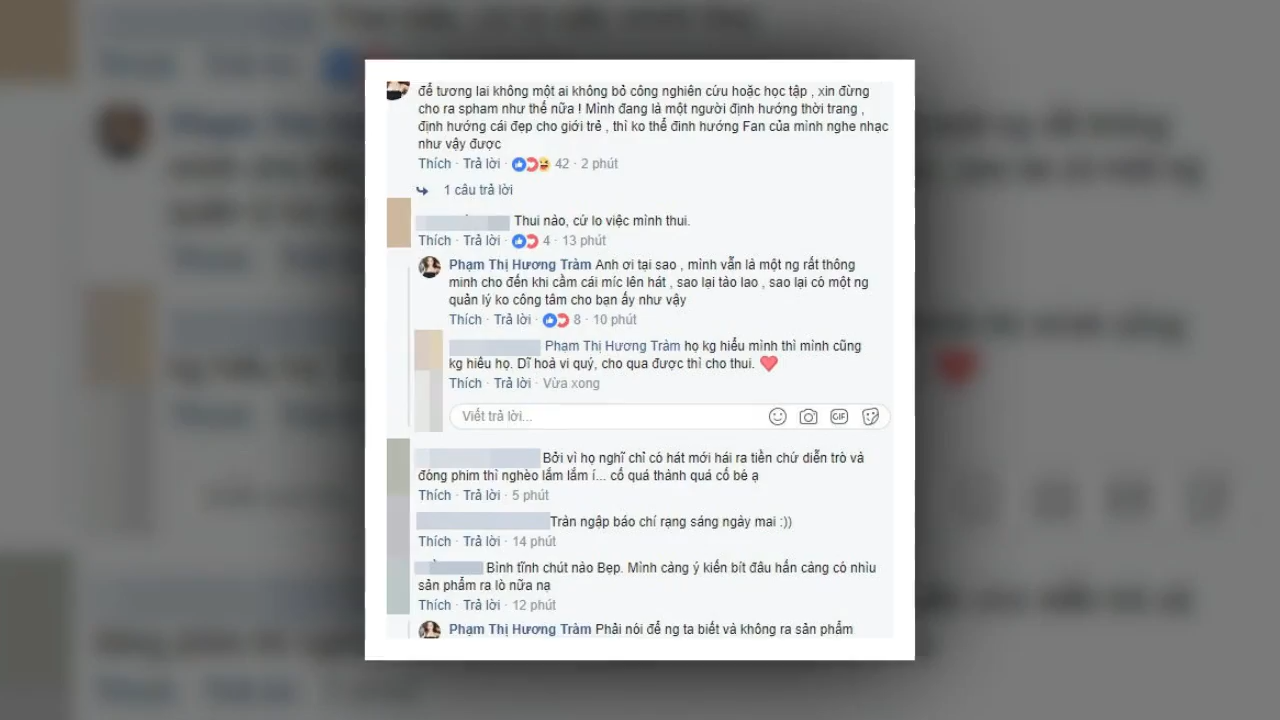 để tương lai không một ai không bỏ công nghiên cứu hoặc học tập , xin đừng
cho ra spham như thế nữa ! Mình đang là một người định hướng thời trang ,
định hướng cái đẹp cho giới trẻ , thì ko thể đinh hướng Fan của mình nghe nhạc
như vậy được
Thích · Trả lời · 42 · 2 phút
1 câu trả lời
Thui nào, cứ lo việc mình thui.
Thích · Trả lời · 4 · 13 phút
Phạm Thị Hương Tràm Anh ơi tại sao , mình vẫn là một ng rất thông
minh cho đến khi cầm cái míc lên hát , sao lại tào lao , sao lại có một ng
quản lý ko công tâm cho bạn ấy như vậy
Thích · Trả lời · 8 · 10 phút
Phạm Thị Hương Tràm họ kg hiểu mình thì mình cũng
kg hiểu họ. Dĩ hoà vi quý, cho qua được thì cho thui. ❤
Thích · Trả lời · Vừa xong
Viết trả lời...
GIF
Bởi vì họ nghĩ chỉ có hát mới hái ra tiền chứ diễn trò và
đóng phim thì nghèo lắm lắm í... cố quá thành quá cố bé ạ
Thích · Trả lời · 5 phút
Tràn ngập báo chí rạng sáng ngày mai :))
Thích · Trả lời · 14 phút
Bình tĩnh chút nào Bẹp. Mình càng ý kiến bít đâu hắn càng có nhìu
sản phẩm ra lò nữa nạ
Thích · Trả lời · 12 phút
Phạm Thị Hương Tràm Phải nói để ng ta biết và không ra sản phẩm